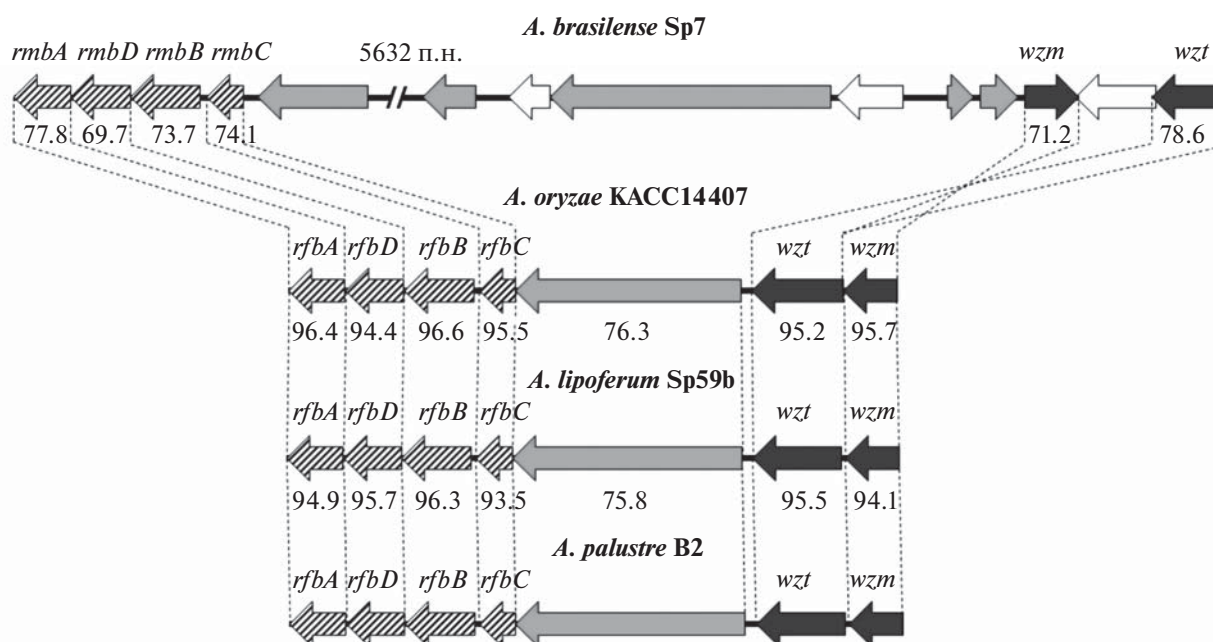 A. brasilense Sp7
rmbA rmbD rmbB rmbC 5632 п.н. wzm wzt
77.8 69.7 73.7 74.1 71.2 78.6
A. oryzae KACC14407
rfbA rfbD rfbB rfbC wzt wzm
96.4 94.4 96.6 95.5 76.3 95.2 95.7
A. lipoferum Sp59b
rfbA rfbD rfbB rfbC wzt wzm
94.9 95.7 96.3 93.5 75.8 95.5 94.1
A. palustre B2
rfbA rfbD rfbB rfbC wzt wzm